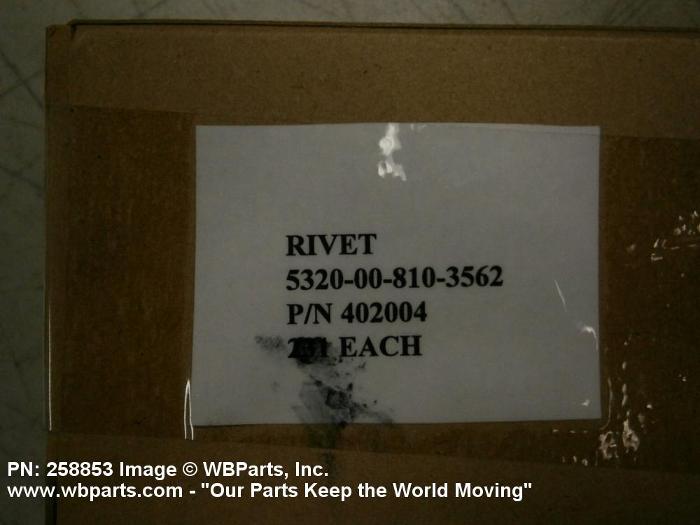 RIVET
5320-00-810-3562
P/N 402004
EACH
PN: 258853 Image © WBParts, Inc.
www.wbparts.com - "Our Parts Keep the World Moving"